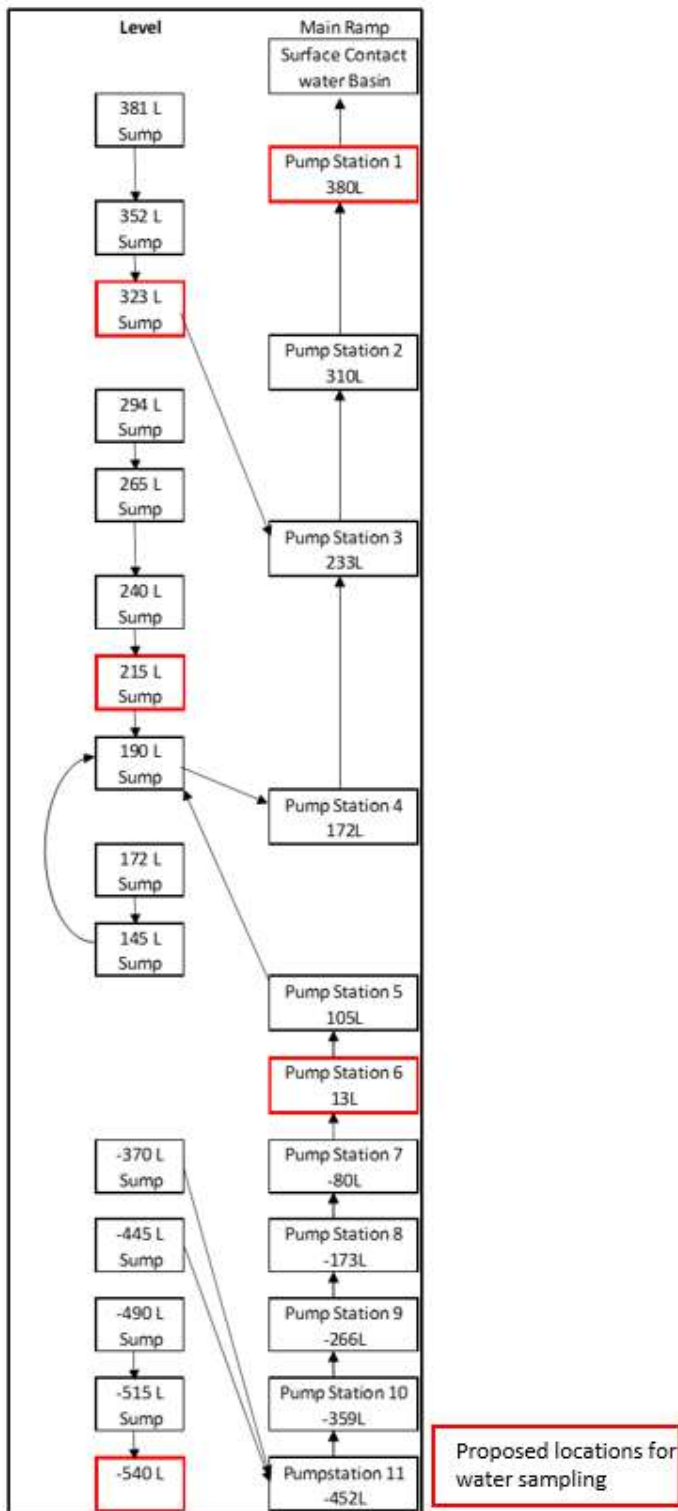 Level
Main Ramp
Surface Contact
water Basin
381 L
Sump
Pump Station 1
380L
352 L
Sump
323 L
Sump
Pump Station 2
310L
294 L
Sump
265 L
Sump
Pump Station 3
233L
240 L
Sump
215 L
Sump
190 L
Sump
Pump Station 4
172L
172 L
Sump
145 L
Sump
Pump Station 5
105L
Pump Station 6
13L
-370 L
Sump
Pump Station 7
-80L
-445 L
Sump
Pump Station 8
-173L
-490 L
Sump
Pump Station 9
-266L
-515 L
Sump
Pump Station 10
-359L
-540 L
Pumpstation 11
-452L
Proposed locations for
water sampling